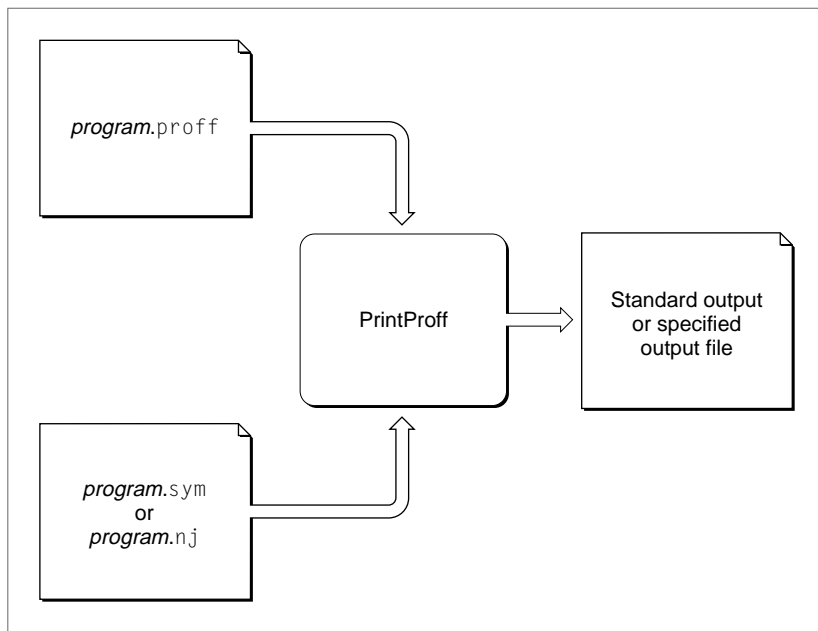 program.proff
PrintProff
Standard output
or specified
output file
program.sym
or
program.nj